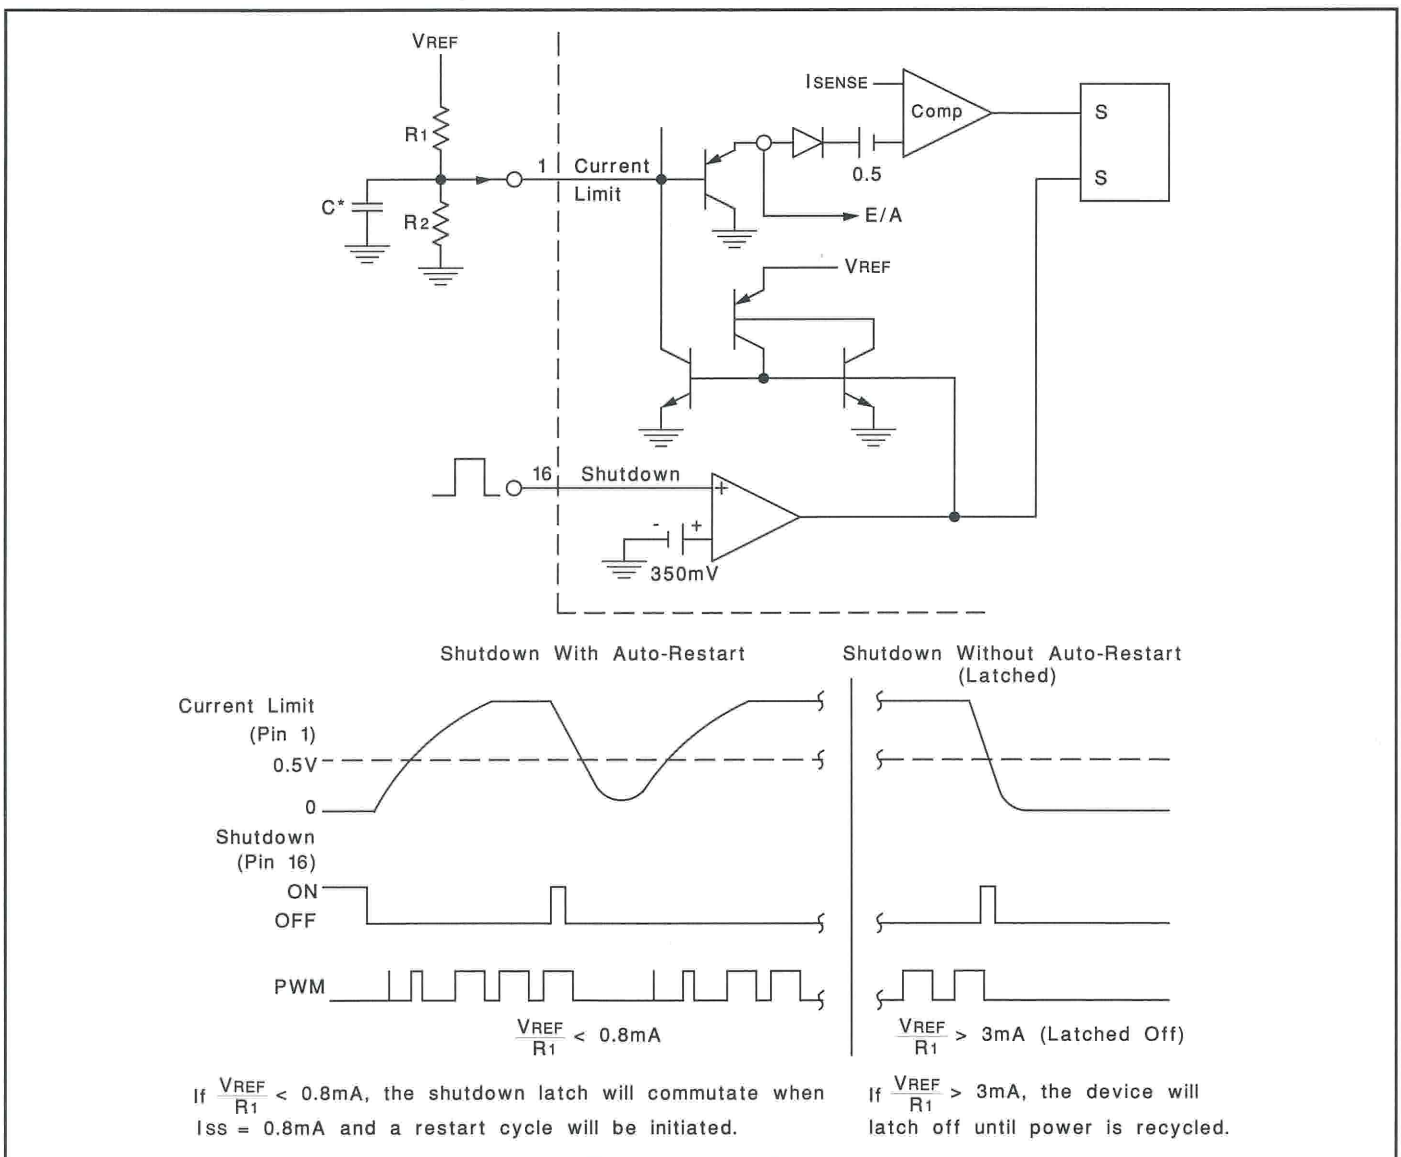 VREF
R1
C*
R2
1 Current
Limit
ISENSE
Comp
S
S
0.5
E/A
VREF
16 Shutdown
+
- +
350mV
Shutdown With Auto-Restart
Shutdown Without Auto-Restart
(Latched)
Current Limit
(Pin 1)
0.5V
0
Shutdown
(Pin 16)
ON
OFF
PWM
VREF
R1
< 0.8mA
VREF
R1
> 3mA (Latched Off)
If VREF/R1 < 0.8mA, the shutdown latch will commutate when
Iss = 0.8mA and a restart cycle will be initiated.
If VREF/R1 > 3mA, the device will
latch off until power is recycled.